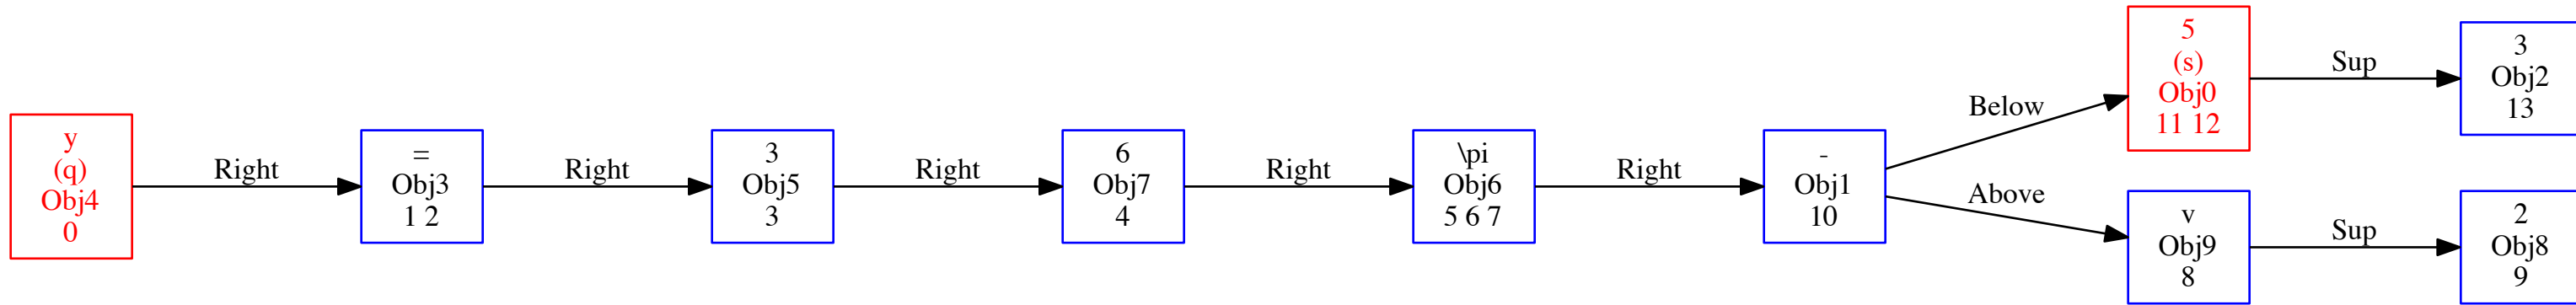 y
(q)
Obj4
0
Right
=
Obj3
1 2
Right
3
Obj5
3
Right
6
Obj7
4
Right
\pi
Obj6
5 6 7
Right
-
Obj1
10
Below
5
(s)
Obj0
11 12
Sup
3
Obj2
13
Above
v
Obj9
8
Sup
2
Obj8
9